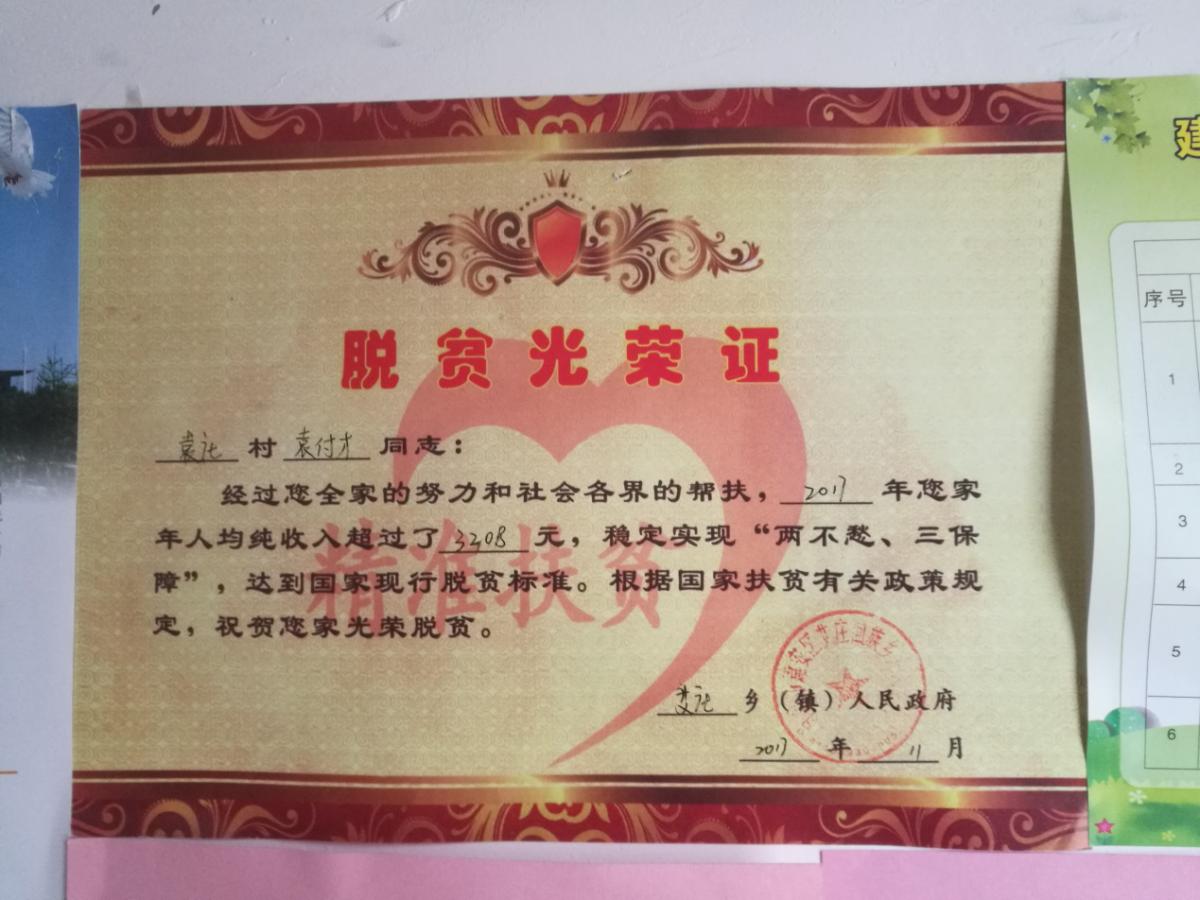 脱贫光荣证
袁庄 村 袁付才 同志：
经过您全家的努力和社会各界的帮扶，2017 年您家
年人均纯收入超过了 3208 元，稳定实现“两不愁、三保
障”，达到国家现行脱贫标准。根据国家扶贫有关政策规
定，祝贺您家光荣脱贫。
精准扶贫
乡（镇）人民政府
2017 年 11 月
建
序号
1
2
3
4
5
6